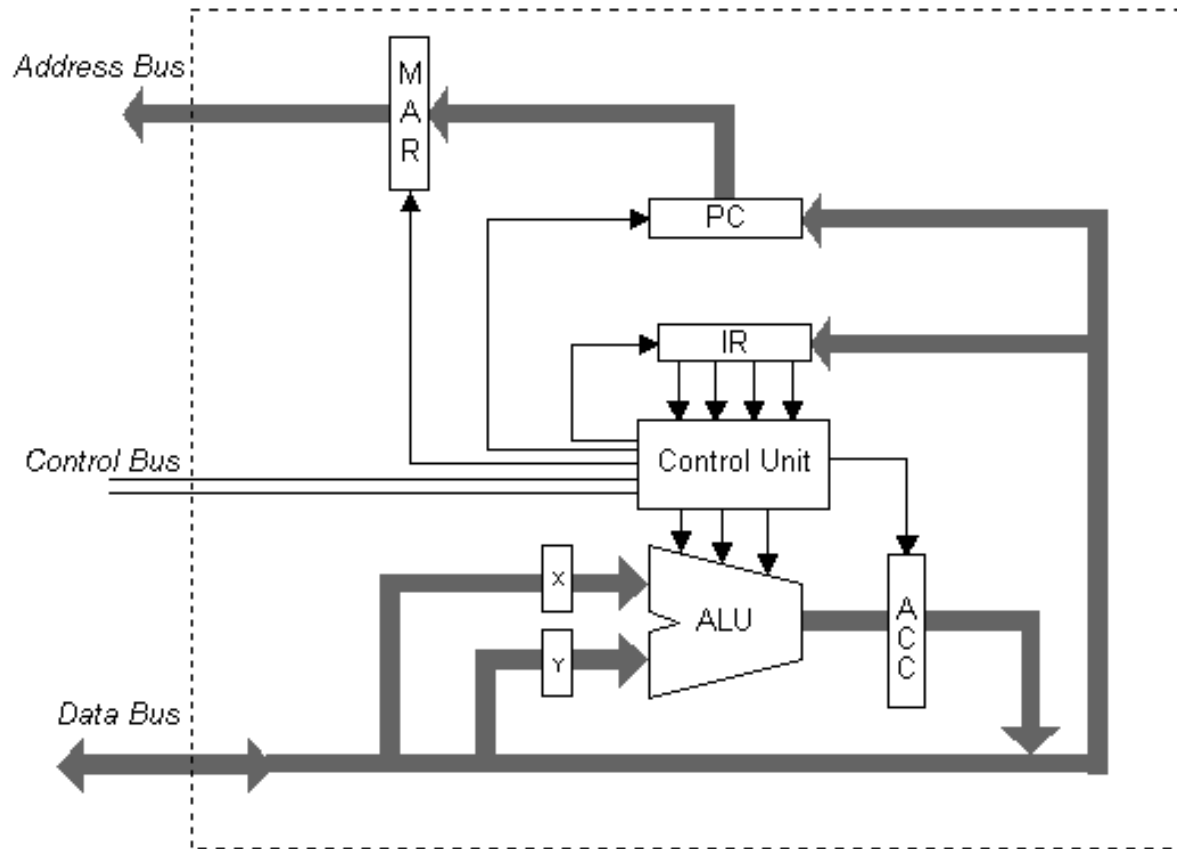 Address Bus
M
A
R
PC
IR
Control Bus
Control Unit
X
ALU
A
C
C
Y
Data Bus